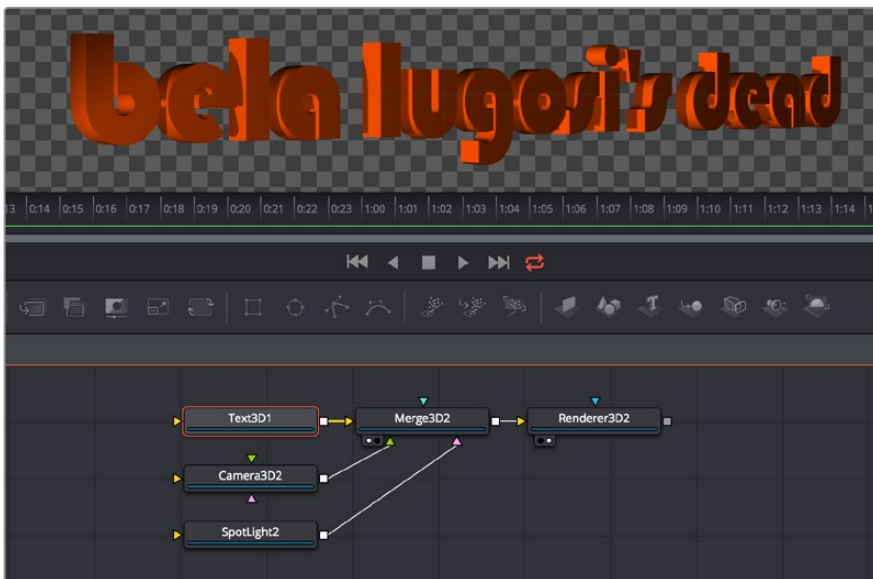 bela lugosi's dead
13 0:14 0:15 0:16 0:17 0:18 0:19 0:20 0:21 0:22 0:23 1:00 1:01 1:02 1:03 1:04 1:05 1:06 1:07 1:08 1:09 1:10 1:11 1:12 1:13 1:14 1
T
Text3D1 Merge3D2 Renderer3D2
Camera3D2
SpotLight2